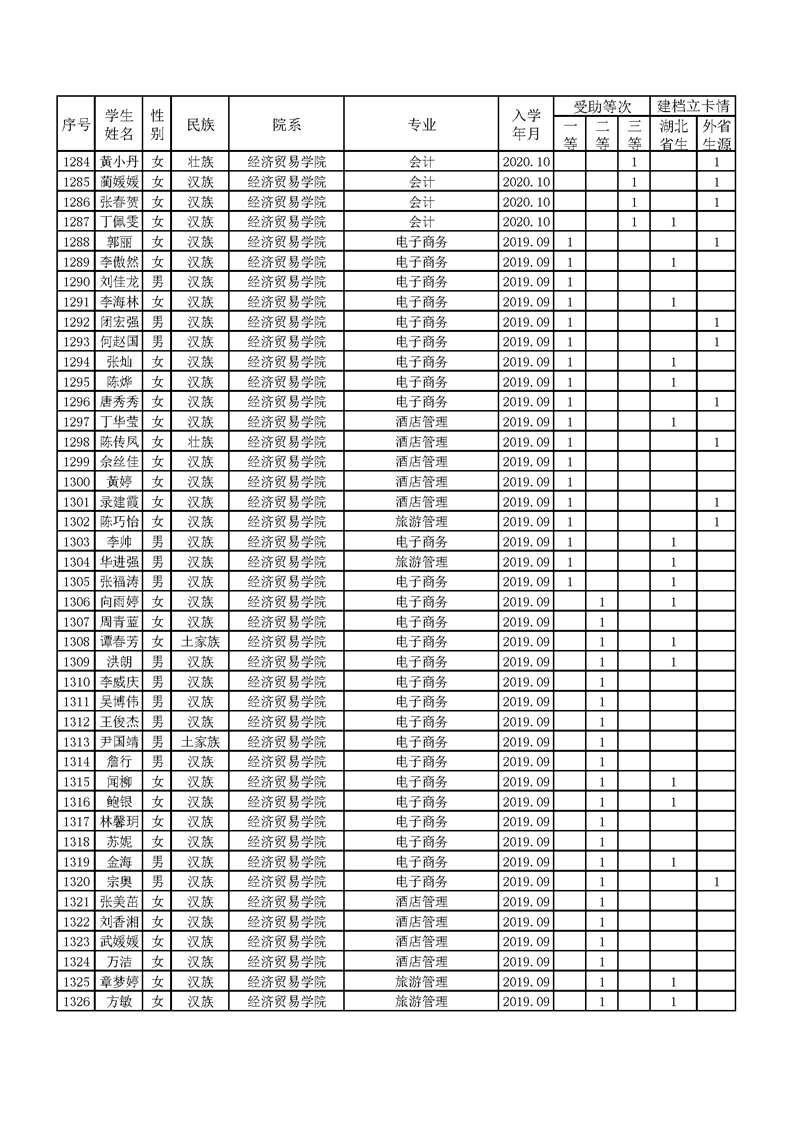 序号 学生姓名 性别 民族 院系 专业 入学年月 受助等次 建档立卡情
一等 二等 三等 湖北省生 外省生源
1284 黄小丹 女 壮族 经济贸易学院 会计 2020.10 1 1
1285 蔺媛媛 女 汉族 经济贸易学院 会计 2020.10 1 1
1286 张春贺 女 汉族 经济贸易学院 会计 2020.10 1 1
1287 丁佩雯 女 汉族 经济贸易学院 会计 2020.10 1 1
1288 郭丽 女 汉族 经济贸易学院 电子商务 2019.09 1 1
1289 李傲然 女 汉族 经济贸易学院 电子商务 2019.09 1 1
1290 刘佳龙 男 汉族 经济贸易学院 电子商务 2019.09 1
1291 李海林 女 汉族 经济贸易学院 电子商务 2019.09 1 1
1292 闭宏强 男 汉族 经济贸易学院 电子商务 2019.09 1 1
1293 何赵国 男 汉族 经济贸易学院 电子商务 2019.09 1 1
1294 张灿 女 汉族 经济贸易学院 电子商务 2019.09 1 1
1295 陈烨 女 汉族 经济贸易学院 电子商务 2019.09 1 1
1296 唐秀秀 女 汉族 经济贸易学院 电子商务 2019.09 1 1
1297 丁华莹 女 汉族 经济贸易学院 酒店管理 2019.09 1 1
1298 陈传凤 女 壮族 经济贸易学院 酒店管理 2019.09 1 1
1299 佘丝佳 女 汉族 经济贸易学院 酒店管理 2019.09 1
1300 黄婷 女 汉族 经济贸易学院 酒店管理 2019.09 1
1301 录建霞 女 汉族 经济贸易学院 酒店管理 2019.09 1 1
1302 陈巧怡 女 汉族 经济贸易学院 旅游管理 2019.09 1 1
1303 李帅 男 汉族 经济贸易学院 电子商务 2019.09 1 1
1304 华进强 男 汉族 经济贸易学院 旅游管理 2019.09 1 1
1305 张福涛 男 汉族 经济贸易学院 电子商务 2019.09 1 1
1306 向雨婷 女 汉族 经济贸易学院 电子商务 2019.09 1 1
1307 周青蓝 女 汉族 经济贸易学院 电子商务 2019.09 1
1308 谭春芳 女 土家族 经济贸易学院 电子商务 2019.09 1 1
1309 洪朗 男 汉族 经济贸易学院 电子商务 2019.09 1 1
1310 李威庆 男 汉族 经济贸易学院 电子商务 2019.09 1
1311 吴博伟 男 汉族 经济贸易学院 电子商务 2019.09 1
1312 王俊杰 男 汉族 经济贸易学院 电子商务 2019.09 1
1313 尹国靖 男 土家族 经济贸易学院 电子商务 2019.09 1
1314 詹行 男 汉族 经济贸易学院 电子商务 2019.09 1
1315 闻柳 女 汉族 经济贸易学院 电子商务 2019.09 1 1
1316 鲍银 女 汉族 经济贸易学院 电子商务 2019.09 1 1
1317 林馨玥 女 汉族 经济贸易学院 电子商务 2019.09 1
1318 苏妮 女 汉族 经济贸易学院 电子商务 2019.09 1
1319 金海 男 汉族 经济贸易学院 电子商务 2019.09 1 1
1320 宗奥 男 汉族 经济贸易学院 电子商务 2019.09 1 1
1321 张美茁 女 汉族 经济贸易学院 酒店管理 2019.09 1
1322 刘香湘 女 汉族 经济贸易学院 酒店管理 2019.09 1
1323 武媛媛 女 汉族 经济贸易学院 酒店管理 2019.09 1
1324 万洁 女 汉族 经济贸易学院 酒店管理 2019.09 1
1325 章梦婷 女 汉族 经济贸易学院 旅游管理 2019.09 1 1
1326 方敏 女 汉族 经济贸易学院 旅游管理 2019.09 1 1